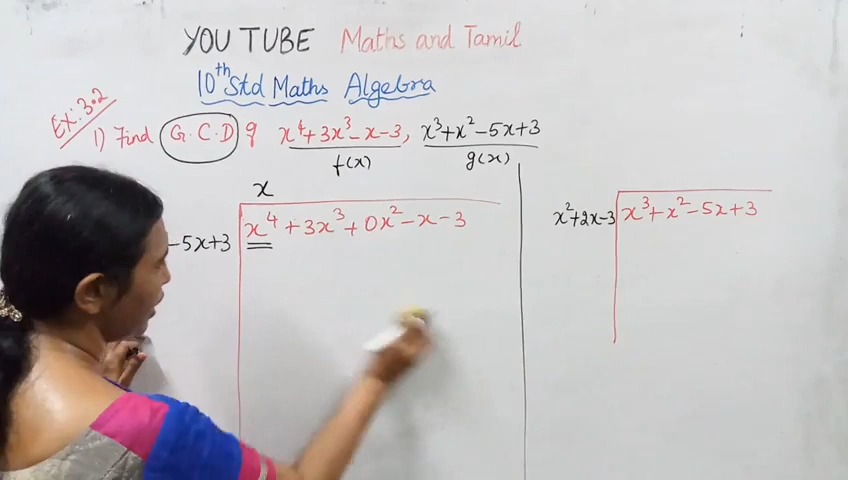 YOU TUBE Maths and Tamil
10th Std Maths Algebra
Ex: 3.2
1) Find G.C.D of x⁴+3x³-x-3, x³+x²-5x+3
f(x) g(x)
x
-5x+3 x⁴+3x³+0x²-x-3
x²+2x-3 x³+x²-5x+3